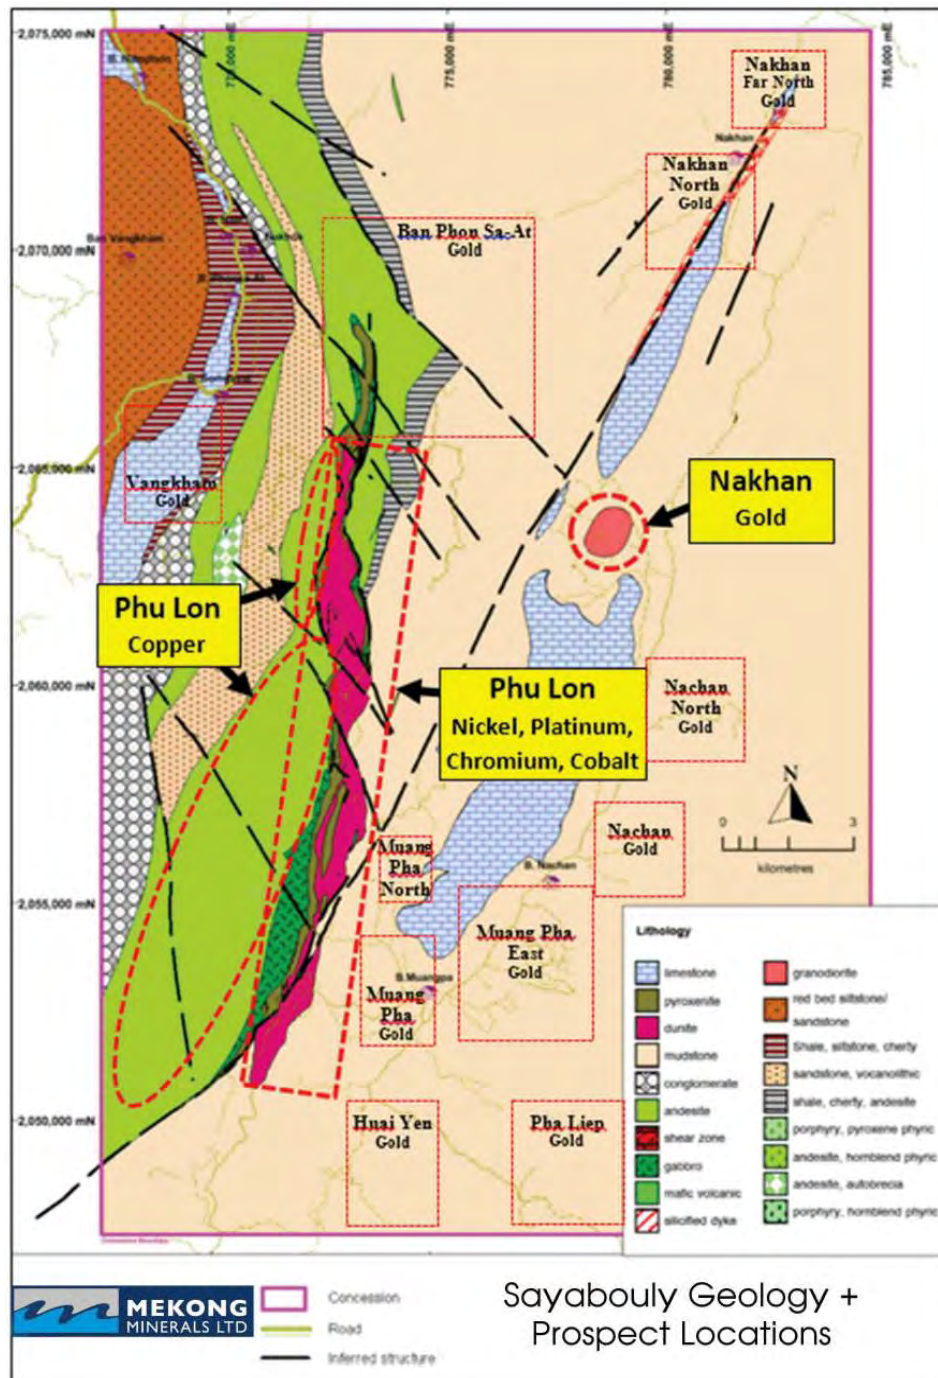 2,075,000 mN
775,000 mE
780,000 mE
785,000 mE
Nakhan
Far North
Gold
Nakhan
Nakhan
North
Gold
Ban Vangkham
2,070,000 mN
Ban Phon Sa-At
Gold
2,065,000 mN
Vangkham
Gold
Nakhan
Gold
Phu Lon
Copper
2,060,000 mN
Phu Lon
Nickel, Platinum,
Chromium, Cobalt
Nachan
North
Gold
N
0 3
kilometres
Nachan
Gold
Muang
Pha
North
B. Nachan
2,055,000 mN
Muang Pha
East
Gold
B.Muangpa
Muang
Pha
Gold
2,050,000 mN
Huai Yen
Gold
Pha Liep
Gold
Lithology
limestone
pyroxenite
dunite
mudstone
conglomerate
andesite
shear zone
gabbro
mafic volcanic
silicified dyke
granodiorite
red bed siltstone/
sandstone
Shale, siltstone, cherty
sandstone, vocanolithic
shale, cherty, andesite
porphyry, pyroxene phyric
andesite, hornblend phyric
andesite, autobrecia
porphyry, hornblend phyric
Concession Boundary
MEKONG
MINERALS LTD
Concession
Road
Inferred structure
Sayabouly Geology +
Prospect Locations